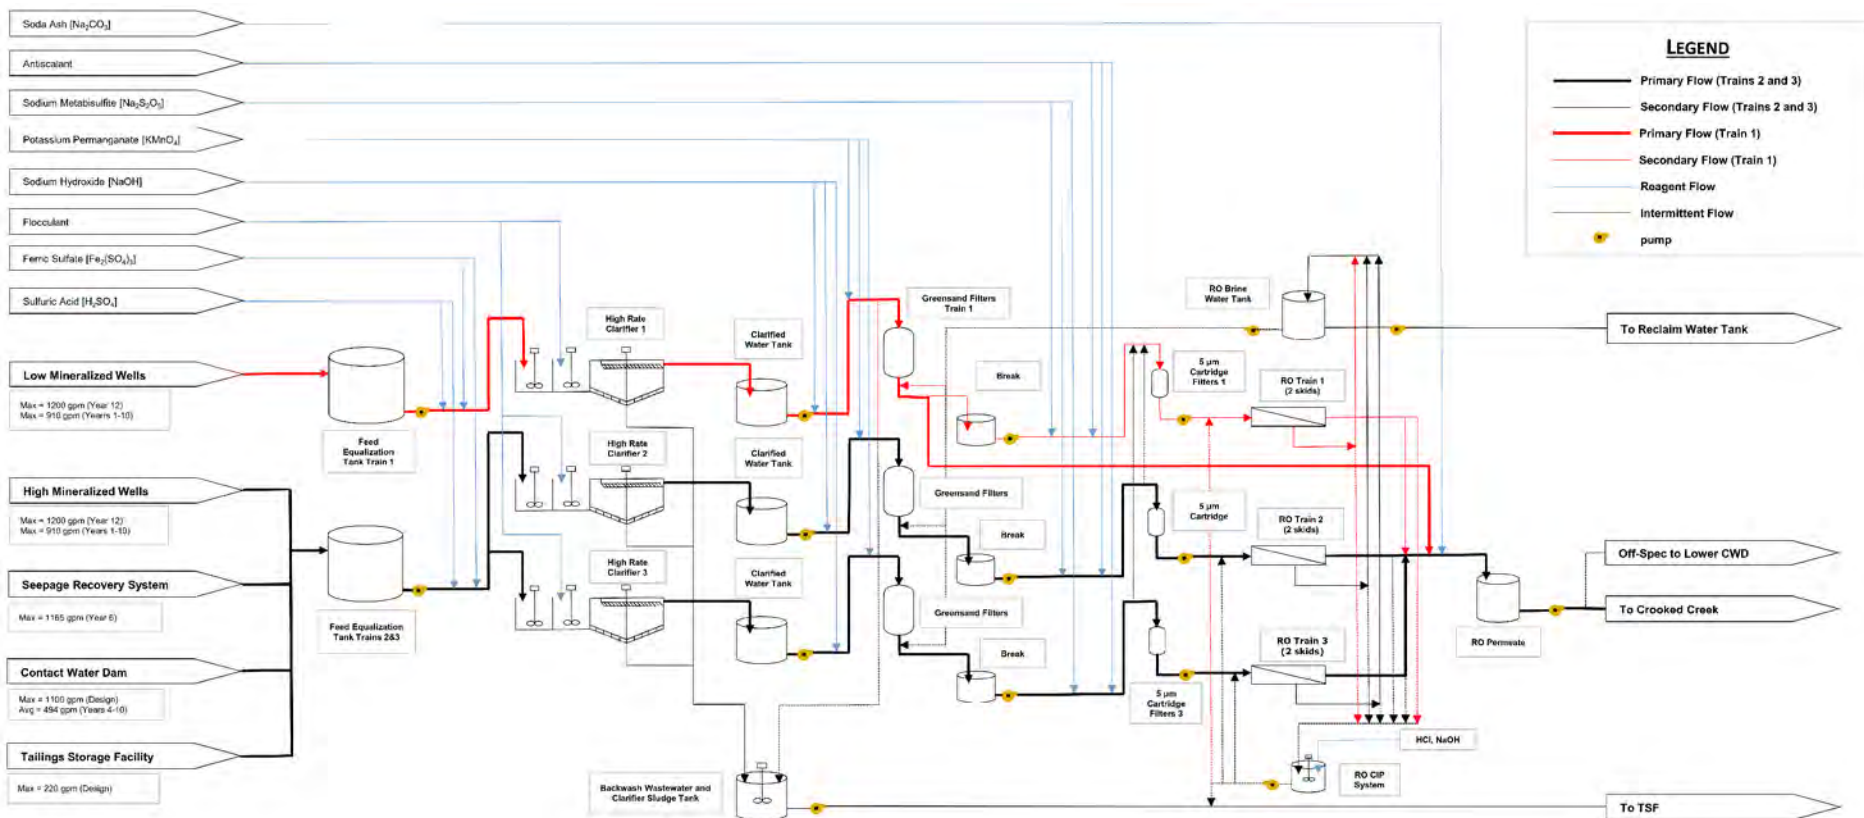 Soda Ash [Na₂CO₃]
Antiscalant
Sodium Metabisulfite [Na₂S₂O₅]
Potassium Permanganate [KMnO₄]
Sodium Hydroxide [NaOH]
Flocculant
Ferric Sulfate [Fe₂(SO₄)₃]
Sulfuric Acid [H₂SO₄]
Low Mineralized Wells
Max = 1200 gpm (Year 12)
Max = 910 gpm (Years 1-10)
High Mineralized Wells
Max = 1200 gpm (Year 12)
Max = 910 gpm (Years 1-10)
Seepage Recovery System
Max = 1165 gpm (Year 6)
Contact Water Dam
Max = 1100 gpm (Design)
Avg = 494 gpm (Years 4-10)
Tailings Storage Facility
Max = 220 gpm (Design)
Feed
Equalization
Tank Train 1
Feed Equalization
Tank Trains 2&3
High Rate
Clarifier 1
High Rate
Clarifier 2
High Rate
Clarifier 3
Clarified
Water Tank
Clarified
Water Tank
Clarified
Water Tank
Backwash Wastewater and
Clarifier Sludge Tank
Greensand Filters
Train 1
Greensand Filters
Greensand Filters
Break
Break
Break
5 µm
Cartridge
Filters 1
5 µm
Cartridge
5 µm
Cartridge
Filters 3
RO Brine
Water Tank
RO Train 1
(2 skids)
RO Train 2
(2 skids)
RO Train 3
(2 skids)
HCl, NaOH
RO CIP
System
RO Permeate
LEGEND
Primary Flow (Trains 2 and 3)
Secondary Flow (Trains 2 and 3)
Primary Flow (Train 1)
Secondary Flow (Train 1)
Reagent Flow
Intermittent Flow
pump
To Reclaim Water Tank
Off-Spec to Lower CWD
To Crooked Creek
To TSF